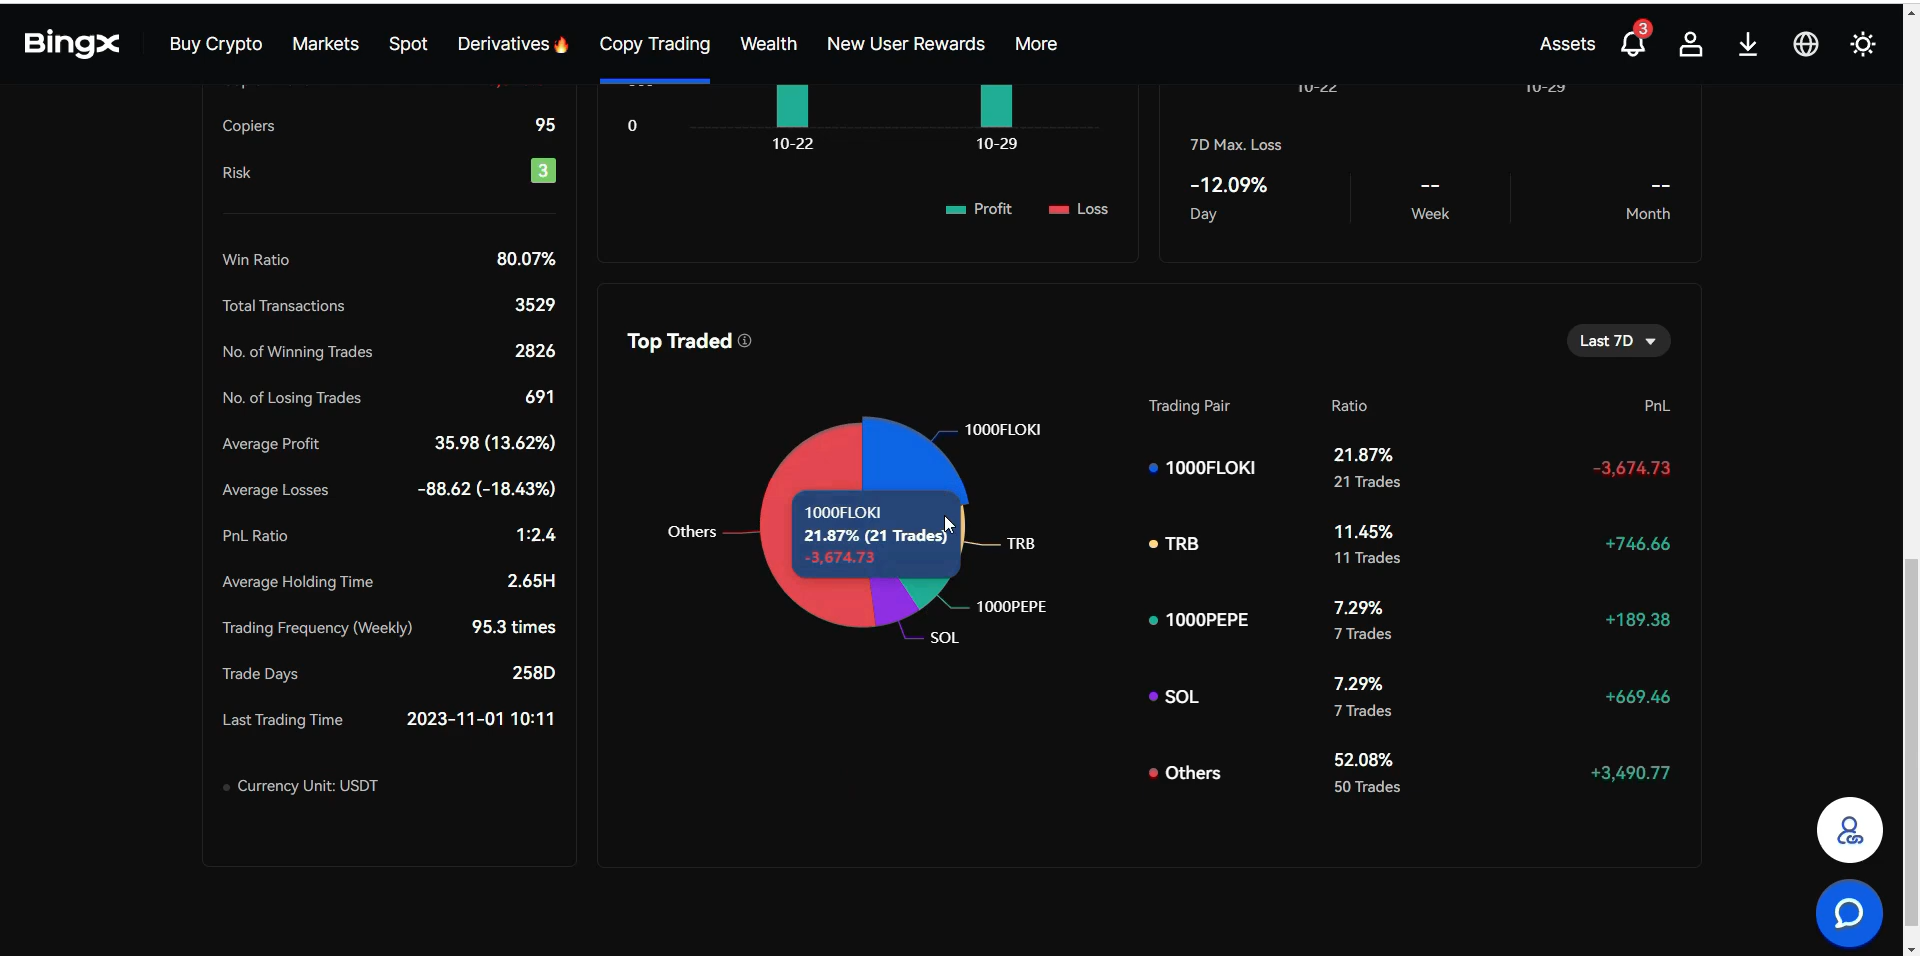 BingX
Buy Crypto
Markets
Spot
Derivatives
Copy Trading
Wealth
New User Rewards
More
Assets
3
Copiers 95
Risk 3
Win Ratio 80.07%
Total Transactions 3529
No. of Winning Trades 2826
No. of Losing Trades 691
Average Profit 35.98 (13.62%)
Average Losses -88.62 (-18.43%)
PnL Ratio 1:2.4
Average Holding Time 2.65H
Trading Frequency (Weekly) 95.3 times
Trade Days 258D
Last Trading Time 2023-11-01 10:11
Currency Unit: USDT
0
10-22 10-29
Profit Loss
10-22 10-29
7D Max. Loss
-12.09% -- --
Day Week Month
Top Traded
Last 7D
1000FLOKI
Others
TRB
1000PEPE
SOL
1000FLOKI
21.87% (21 Trades)
-3,674.73
Trading Pair Ratio PnL
1000FLOKI 21.87% -3,674.73
21 Trades
TRB 11.45% +746.66
11 Trades
1000PEPE 7.29% +189.38
7 Trades
SOL 7.29% +669.46
7 Trades
Others 52.08% +3,490.77
50 Trades